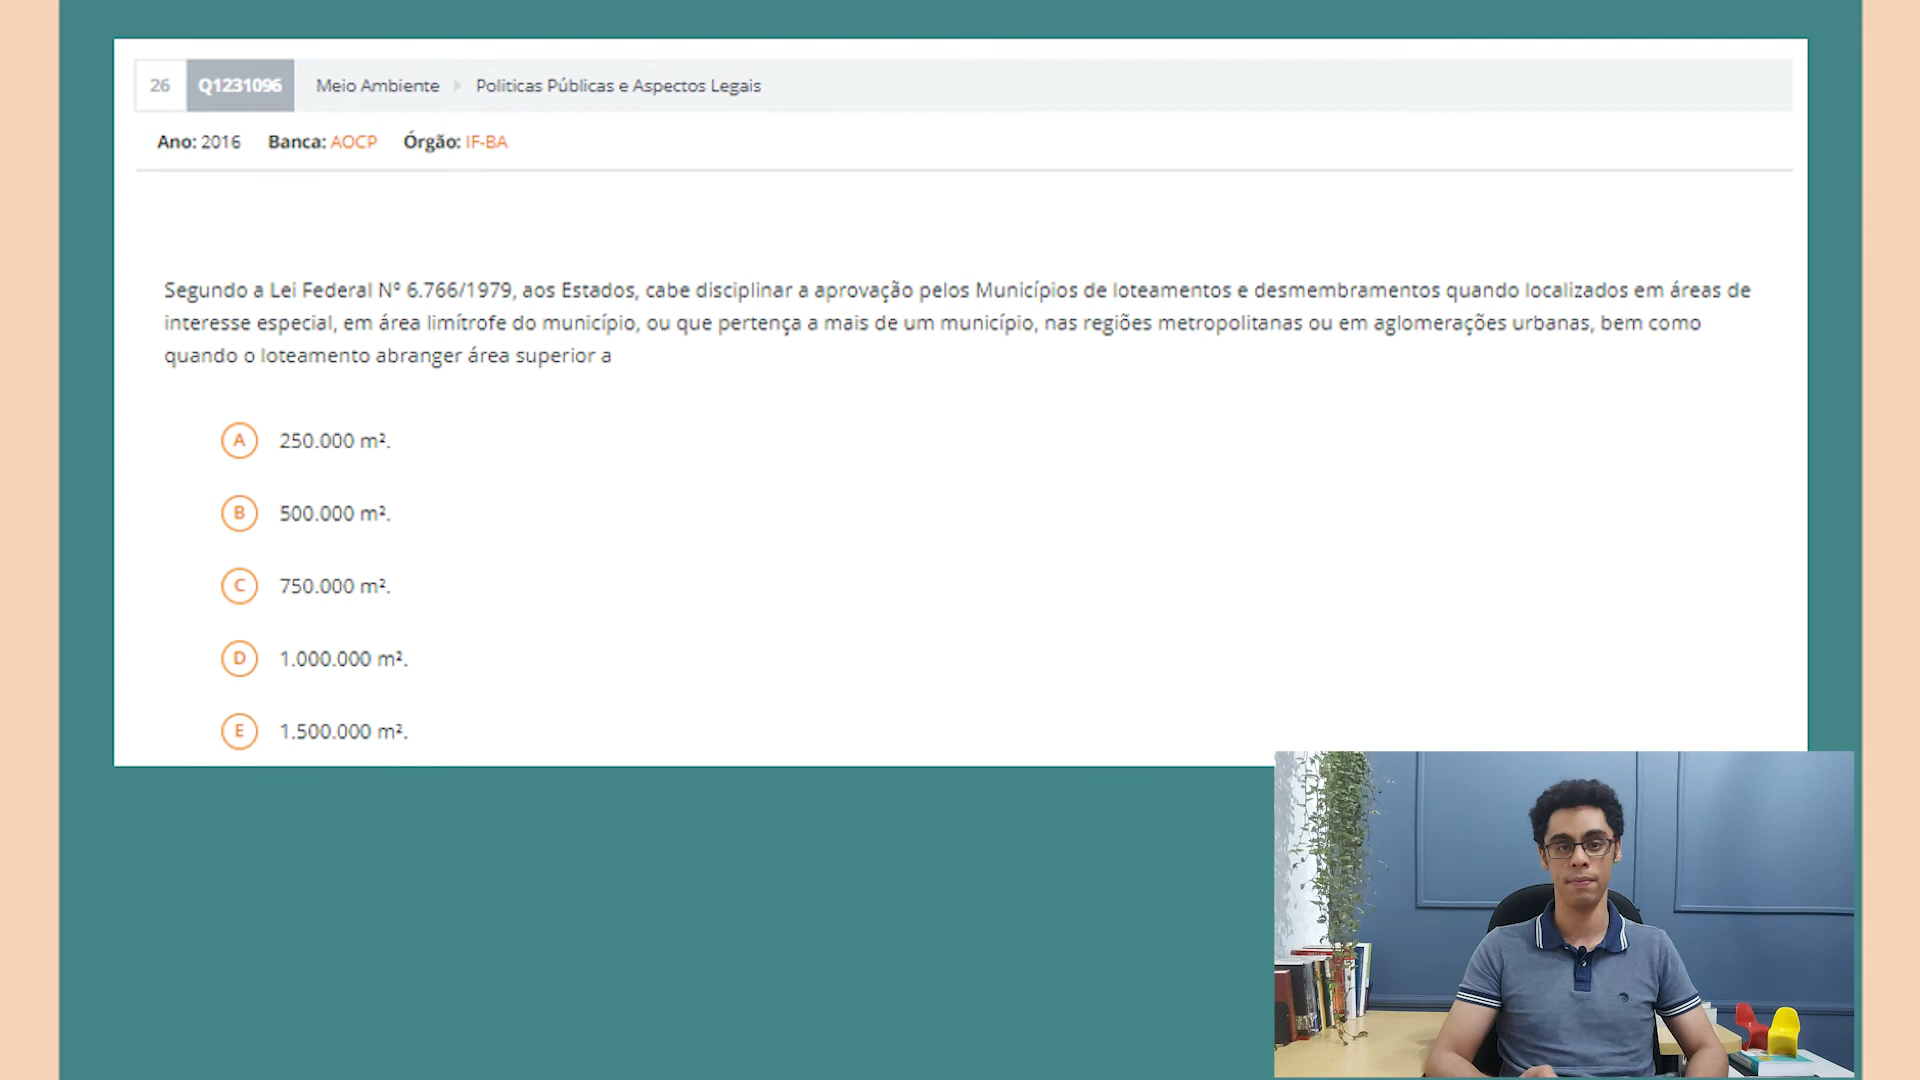 26 Q1231096 Meio Ambiente Políticas Públicas e Aspectos Legais
Ano: 2016 Banca: AOCP Órgão: IF-BA
Segundo a Lei Federal Nº 6.766/1979, aos Estados, cabe disciplinar a aprovação pelos Municípios de loteamentos e desmembramentos quando localizados em áreas de
interesse especial, em área limítrofe do município, ou que pertença a mais de um município, nas regiões metropolitanas ou em aglomerações urbanas, bem como
quando o loteamento abranger área superior a
A 250.000 m².
B 500.000 m².
C 750.000 m².
D 1.000.000 m².
E 1.500.000 m².